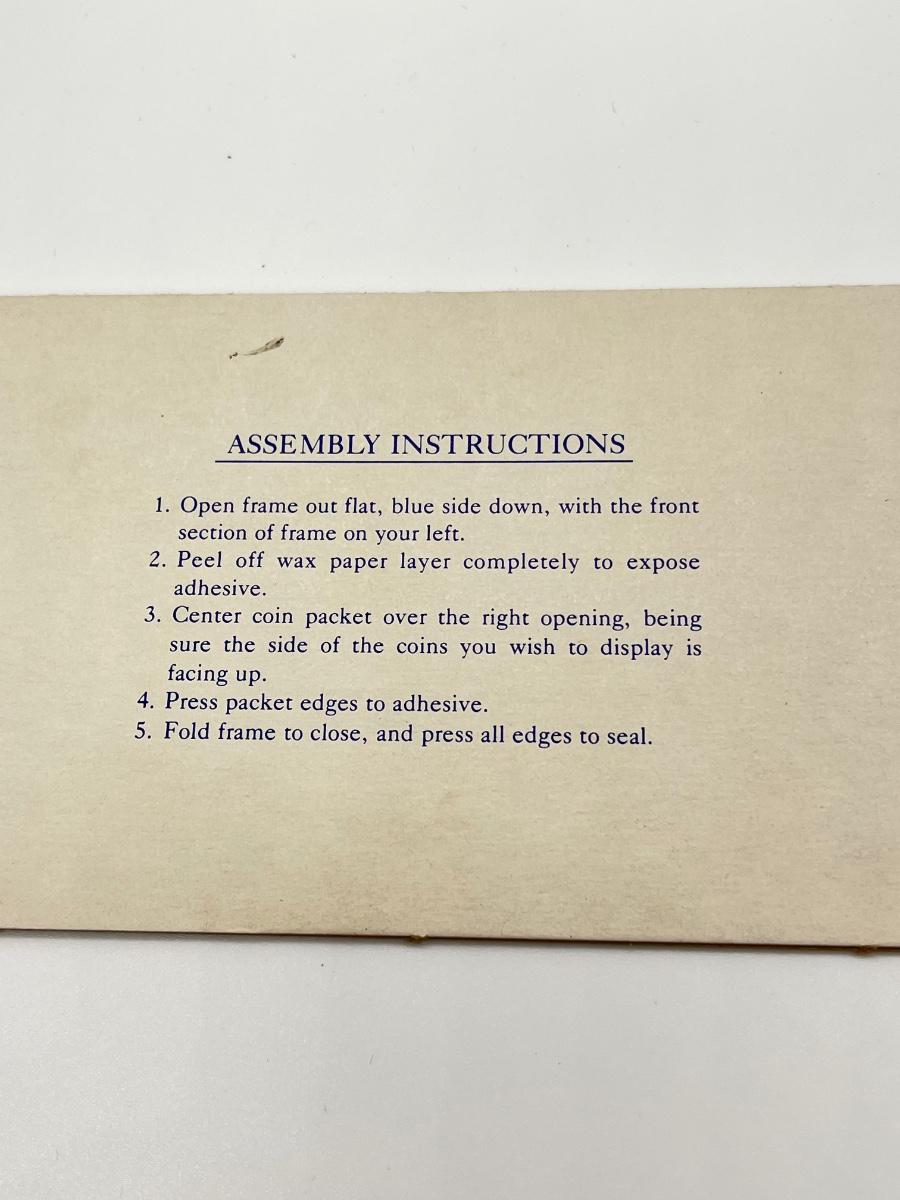 ASSEMBLY INSTRUCTIONS
1. Open frame out flat, blue side down, with the front
section of frame on your left.
2. Peel off wax paper layer completely to expose
adhesive.
3. Center coin packet over the right opening, being
sure the side of the coins you wish to display is
facing up.
4. Press packet edges to adhesive.
5. Fold frame to close, and press all edges to seal.